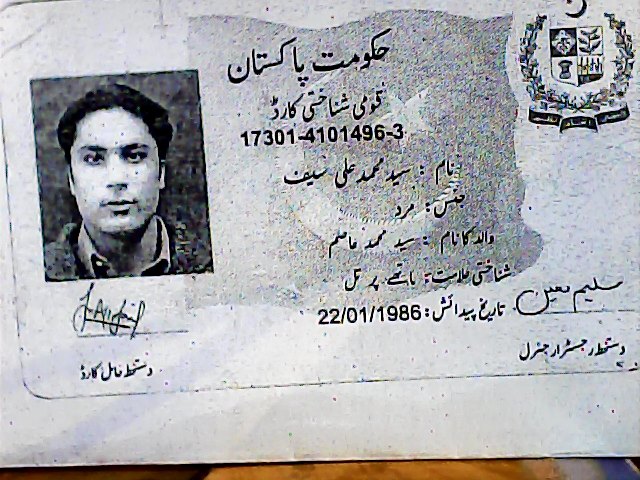 حکومت پاکستان
قومی شناختی کارڈ
17301-4101496-3
نام : سید محمد علی سیف
جنس: مرد
والد کا نام : سید محمد عاصم
شناختی علامت: ماتھے پر تل
تاریخ پیدائش: 22/01/1986
سلیم معین
دستخط حامل کارڈ
دستخط رجسٹرار جنرل